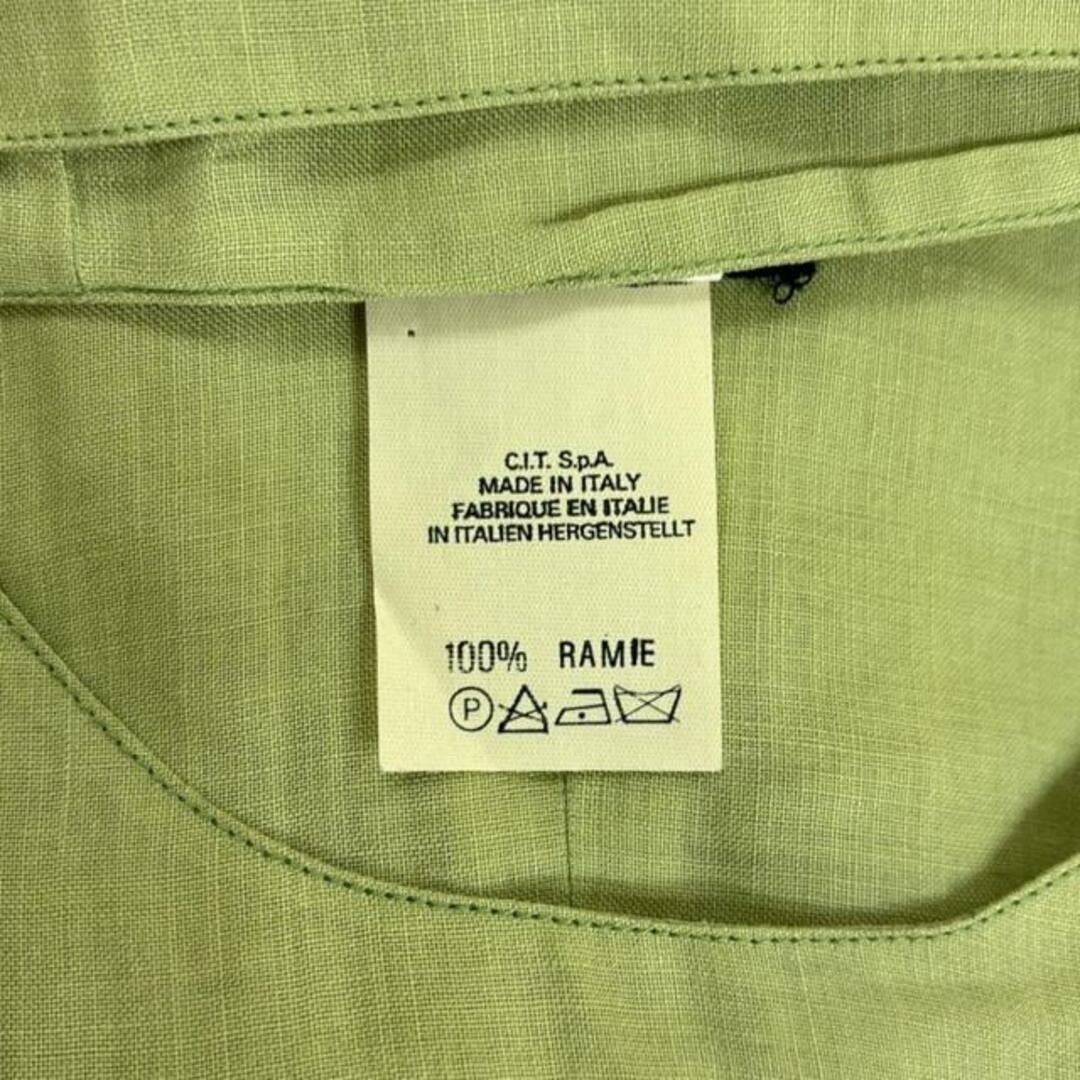 C.I.T. S.p.A.
MADE IN ITALY
FABRIQUE EN ITALIE
IN ITALIEN HERGENSTELLT
100% RAMIE
P